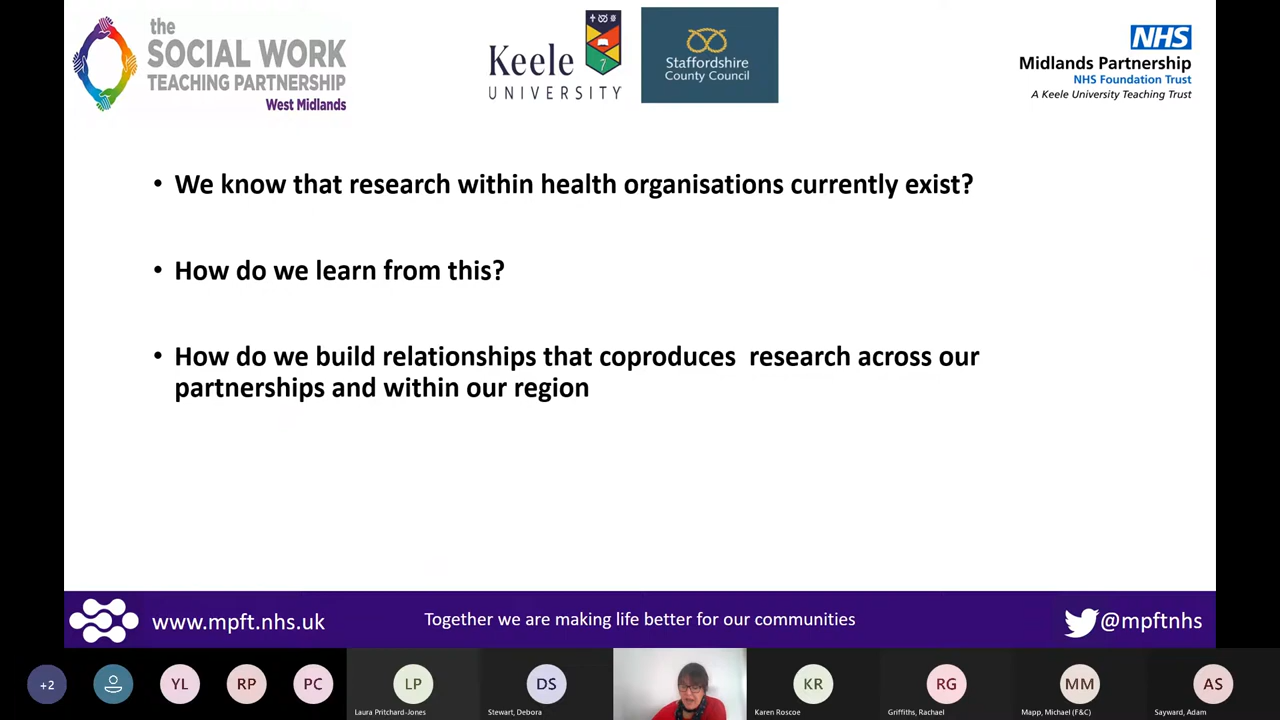 the
SOCIAL WORK
TEACHING PARTNERSHIP
West Midlands
Keele
UNIVERSITY
Staffordshire
County Council
NHS
Midlands Partnership
NHS Foundation Trust
A Keele University Teaching Trust
• We know that research within health organisations currently exist?
• How do we learn from this?
• How do we build relationships that coproduces  research across our
partnerships and within our region
www.mpft.nhs.uk
Together we are making life better for our communities
@mpftnhs
+2
YL
RP
PC
LP
Laura Pritchard-Jones
DS
Stewart, Debora
KR
Karen Roscoe
RG
Griffiths, Rachael
MM
Mapp, Michael (F&C)
AS
Sayward, Adam